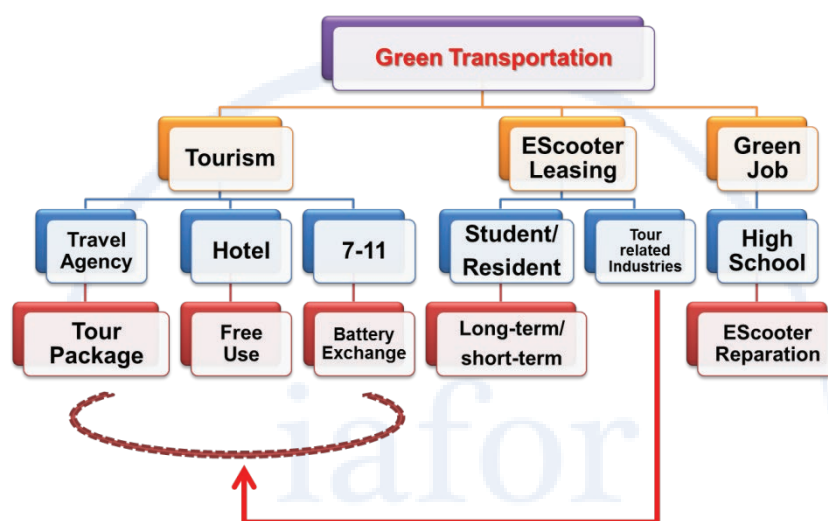 Green Transportation
Tourism
EScooter
Leasing
Green
Job
Travel
Agency
Hotel
7-11
Student/
Resident
Tour
related
Industries
High
School
Tour
Package
Free
Use
Battery
Exchange
Long-term/
short-term
EScooter
Reparation
iafor